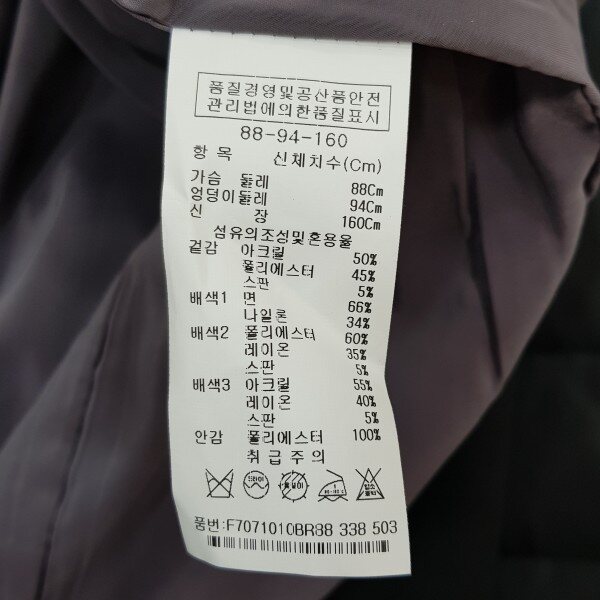 품질경영및공산품안전
관리법에의한품질표시
88-94-160
항 목 신체치수(Cm)
가슴 둘레 88Cm
엉덩이둘레 94Cm
신 장 160Cm
섬유의조성및혼용율
겉감 아크릴 50%
폴리에스터 45%
스판 5%
배색1 면 66%
나일론 34%
배색2 폴리에스터 60%
레이온 35%
스판 5%
배색3 아크릴 55%
레이온 40%
스판 5%
안감 폴리에스터 100%
취급주의
드라이
품번:F7071010BR88 338 503